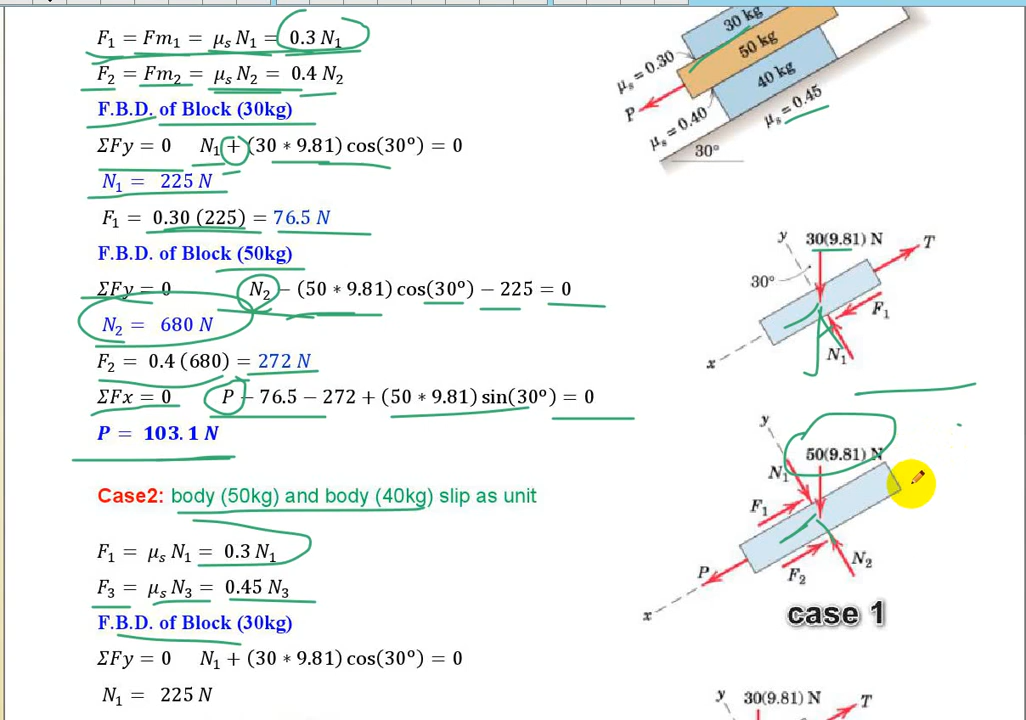 F₁ = Fm₁ = μₛ N₁ = 0.3 N₁
F₂ = Fm₂ = μₛ N₂ = 0.4 N₂
F.B.D. of Block (30kg)
ΣFy = 0 N₁ + (30 * 9.81) cos(30°) = 0
N₁ = 225 N
F₁ = 0.30 (225) = 76.5 N
F.B.D. of Block (50kg)
ΣFy = 0 N₂ − (50 * 9.81) cos(30°) − 225 = 0
N₂ = 680 N
F₂ = 0.4 (680) = 272 N
ΣFx = 0 P − 76.5 − 272 + (50 * 9.81) sin(30°) = 0
P = 103.1 N
Case2: body (50kg) and body (40kg) slip as unit
F₁ = μₛ N₁ = 0.3 N₁
F₃ = μₛ N₃ = 0.45 N₃
F.B.D. of Block (30kg)
ΣFy = 0 N₁ + (30 * 9.81) cos(30°) = 0
N₁ = 225 N
30 kg
50 kg
40 kg
μₛ = 0.30
P
μₛ = 0.40
μₛ = 0.45
30°
y
30(9.81) N
T
30°
F₁
N₁
x
y
50(9.81) N
N₁
F₁
P
F₂
N₂
x
case 1
y
30(9.81) N
T